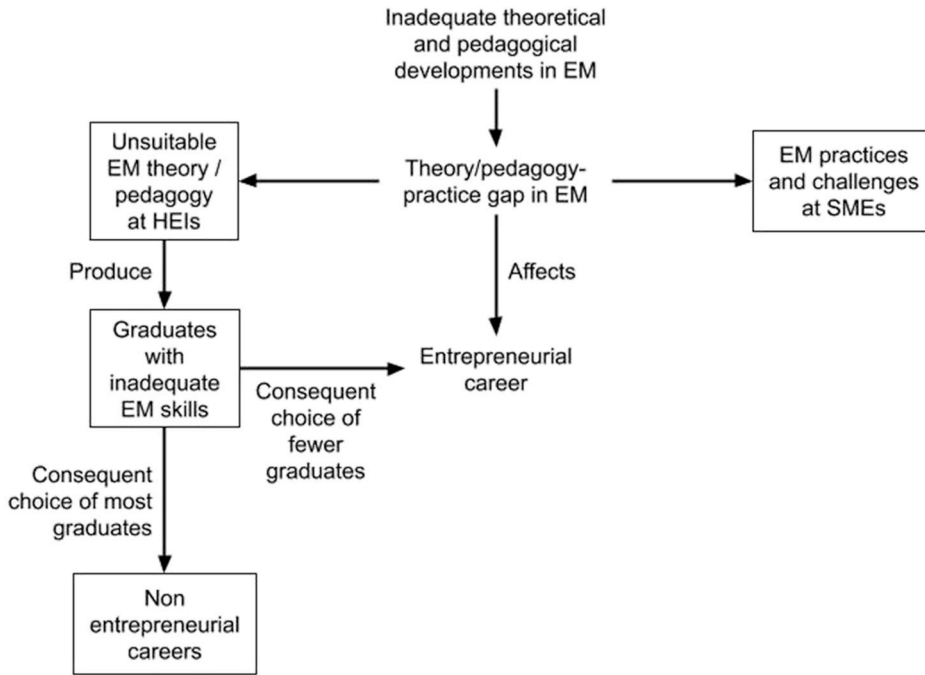 Inadequate theoretical
and pedagogical
developments in EM
Unsuitable
EM theory /
pedagogy
at HEIs
Theory/pedagogy-
practice gap in EM
EM practices
and challenges
at SMEs
Produce
Affects
Graduates
with
inadequate
EM skills
Entrepreneurial
career
Consequent
choice of
fewer
graduates
Consequent
choice of most
graduates
Non
entrepreneurial
careers